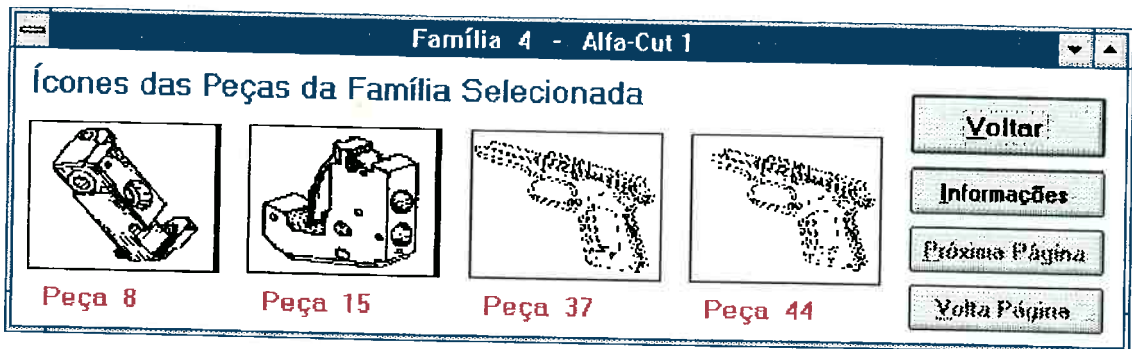 Família 4 - Alfa-Cut 1
Ícones das Peças da Família Selecionada
Voltar
Informações
Próxima Página
Volta Página
Peça 8
Peça 15
Peça 37
Peça 44